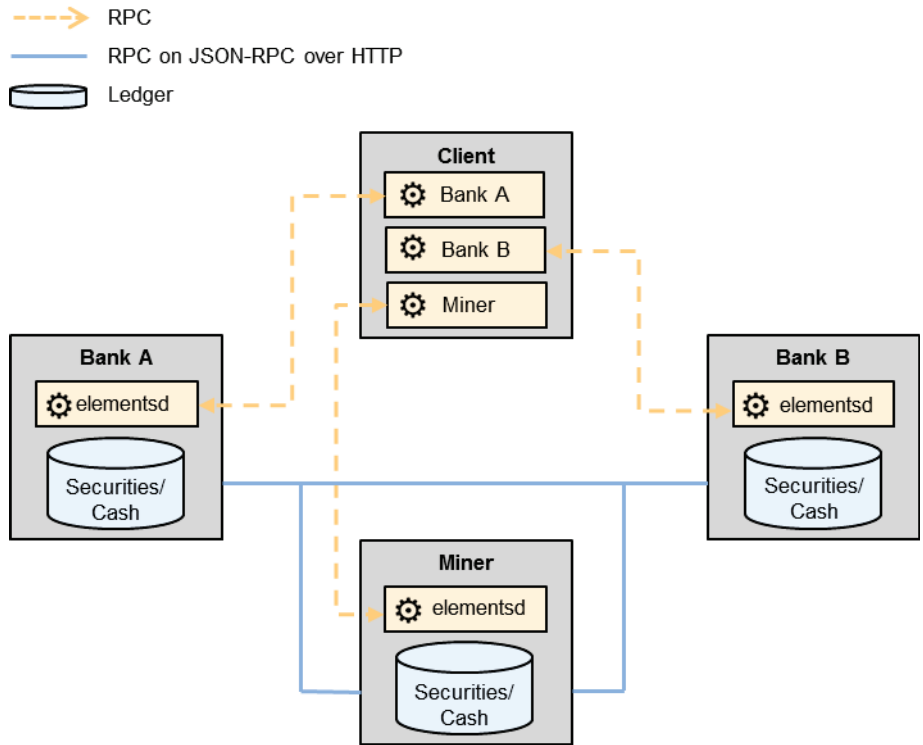 RPC
RPC on JSON-RPC over HTTP
Ledger
Client
Bank A
Bank B
Miner
Bank A
elementsd
Securities/
Cash
Bank B
elementsd
Securities/
Cash
Miner
elementsd
Securities/
Cash